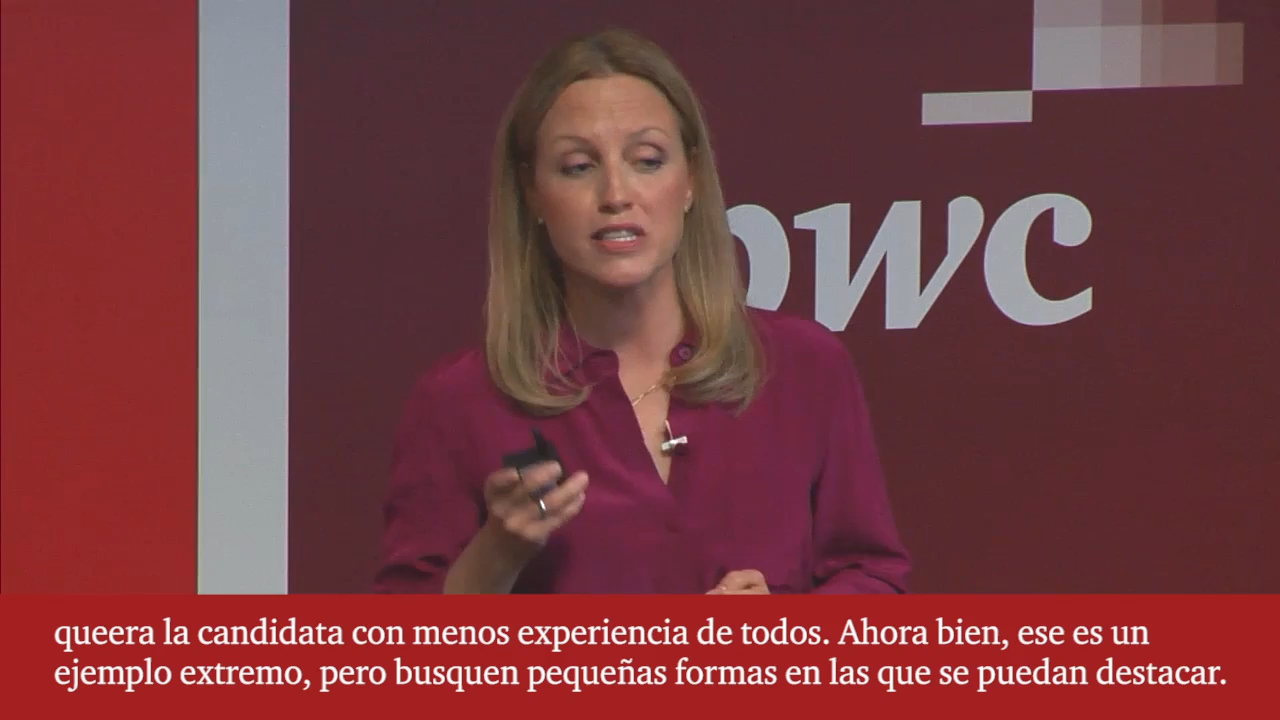 pwc
queera la candidata con menos experiencia de todos. Ahora bien, ese es un
ejemplo extremo, pero busquen pequeñas formas en las que se puedan destacar.